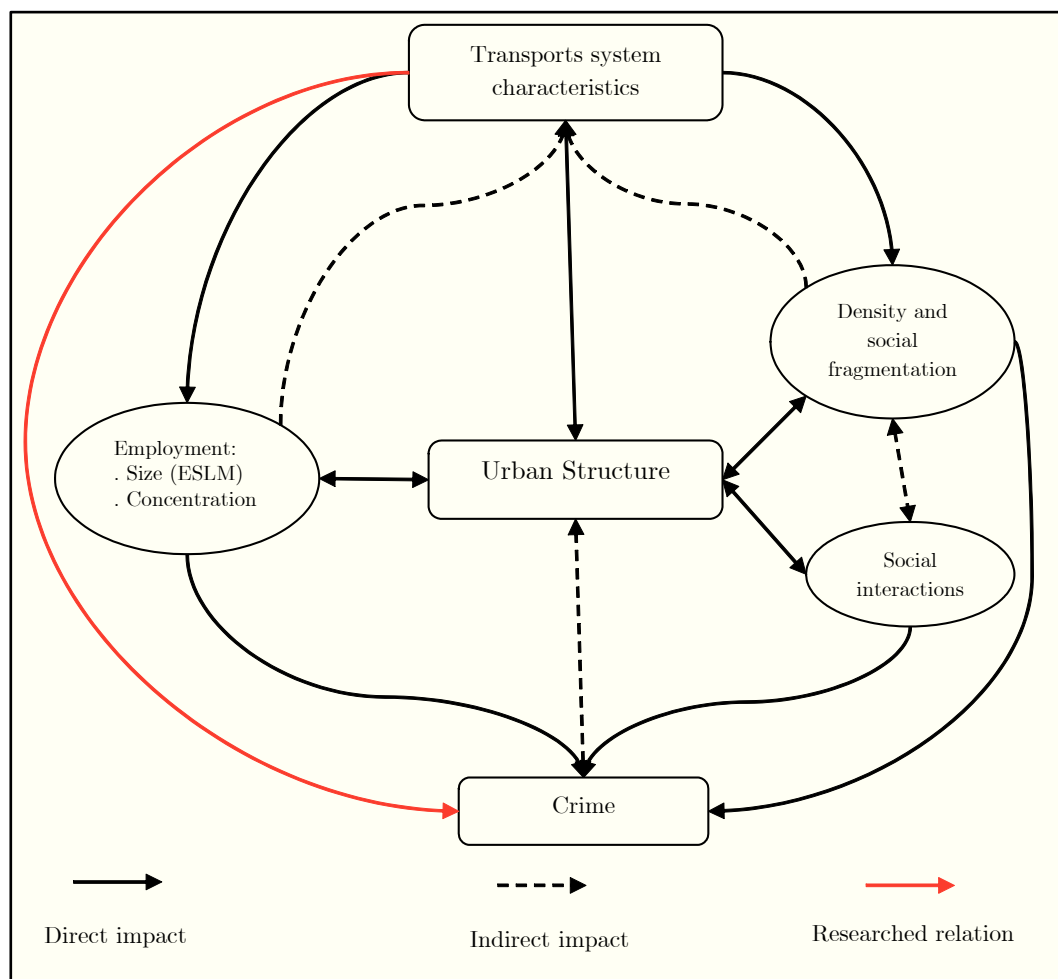 Transports system
characteristics
Density and
social
fragmentation
Employment:
. Size (ESLM)
. Concentration
Urban Structure
Social
interactions
Crime
Direct impact
Indirect impact
Researched relation